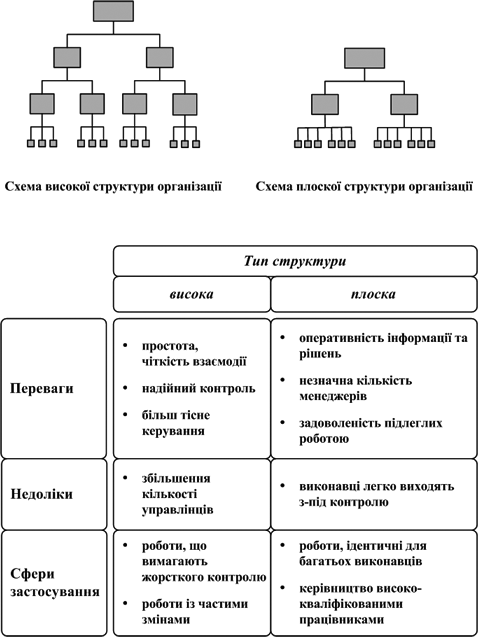 Схема високої структури організації
Схема плоскої структури організації
Тип структури
висока
плоска
Переваги
• простота,
чіткість взаємодії
• надійний контроль
• більш тісне
керування
• оперативність інформації та
рішень
• незначна кількість
менеджерів
• задоволеність підлеглих
роботою
Недоліки
• збільшення
кількості
управлінців
• виконавці легко виходять
з-під контролю
Сфери
застосування
• роботи, що
вимагають
жорсткого контролю
• роботи із частими
змінами
• роботи, ідентичні для
багатьох виконавців
• керівництво високо-
кваліфікованими
працівниками